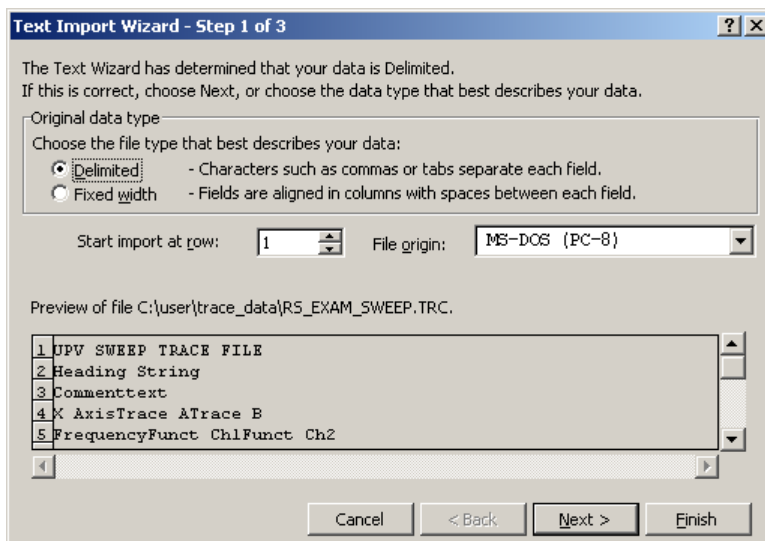 Text Import Wizard - Step 1 of 3
The Text Wizard has determined that your data is Delimited.
If this is correct, choose Next, or choose the data type that best describes your data.
Original data type
Choose the file type that best describes your data:
Delimited - Characters such as commas or tabs separate each field.
Fixed width - Fields are aligned in columns with spaces between each field.
Start import at row: 1 File origin: MS-DOS (PC-8)
Preview of file C:\user\trace_data\RS_EXAM_SWEEP.TRC.
1 UPV SWEEP TRACE FILE
2 Heading String
3 Commenttext
4 X AxisTrace ATrace B
5 FrequencyFunct Ch1Funct Ch2
Cancel < Back Next > Finish